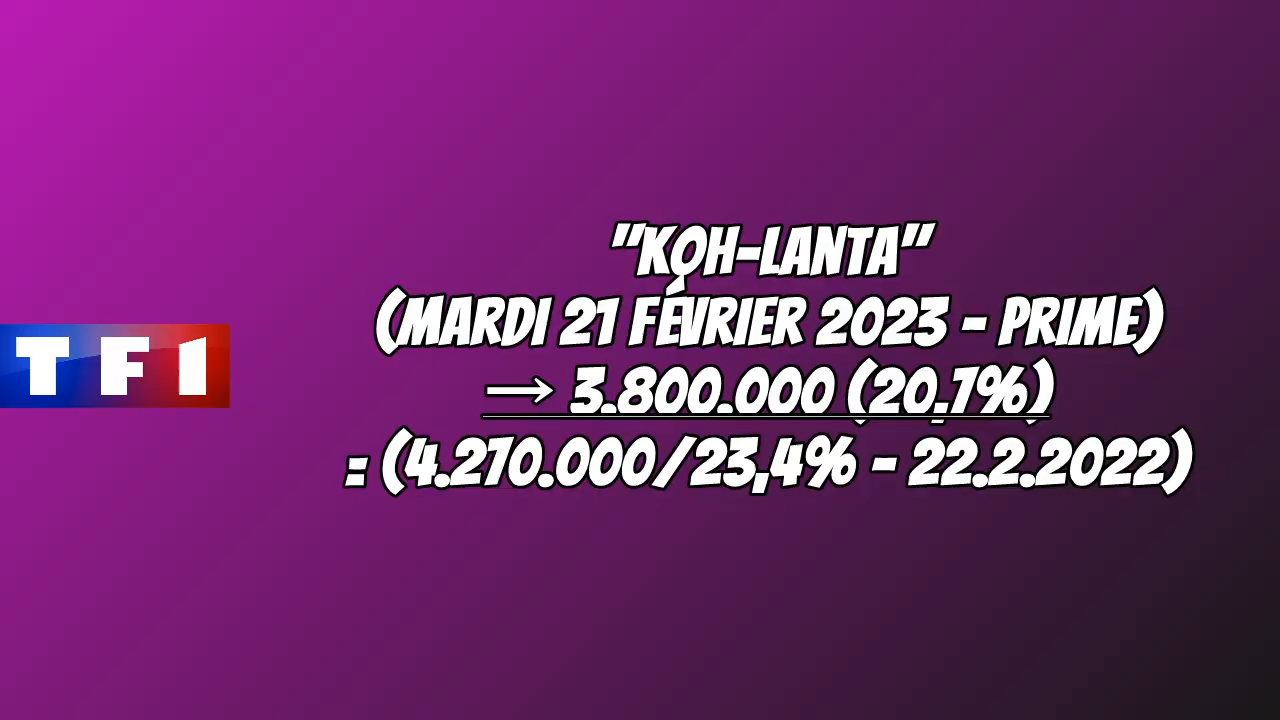 TF1
"KOH-LANTA"
(MARDI 21 FÉVRIER 2023 - PRIME)
→ 3.800.000 (20,7%)
= (4.270.000/23,4% - 22.2.2022)